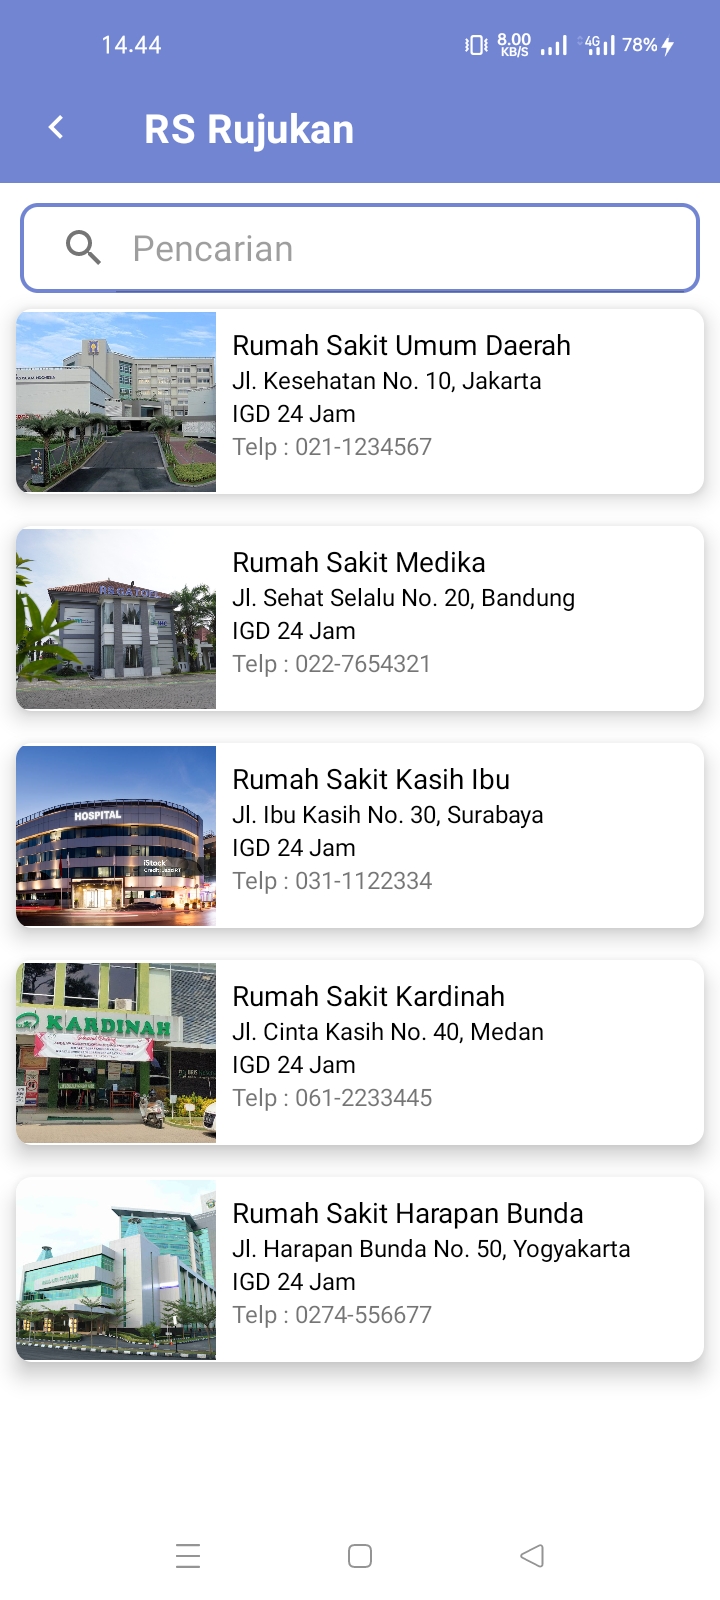 14.44
8.00
KB/S
4G
78%
RS Rujukan
Pencarian
Rumah Sakit Umum Daerah
Jl. Kesehatan No. 10, Jakarta
IGD 24 Jam
Telp : 021-1234567
Rumah Sakit Medika
Jl. Sehat Selalu No. 20, Bandung
IGD 24 Jam
Telp : 022-7654321
HOSPITAL
iStock
Rumah Sakit Kasih Ibu
Jl. Ibu Kasih No. 30, Surabaya
IGD 24 Jam
Telp : 031-1122334
KARDINAH
Rumah Sakit Kardinah
Jl. Cinta Kasih No. 40, Medan
IGD 24 Jam
Telp : 061-2233445
Rumah Sakit Harapan Bunda
Jl. Harapan Bunda No. 50, Yogyakarta
IGD 24 Jam
Telp : 0274-556677